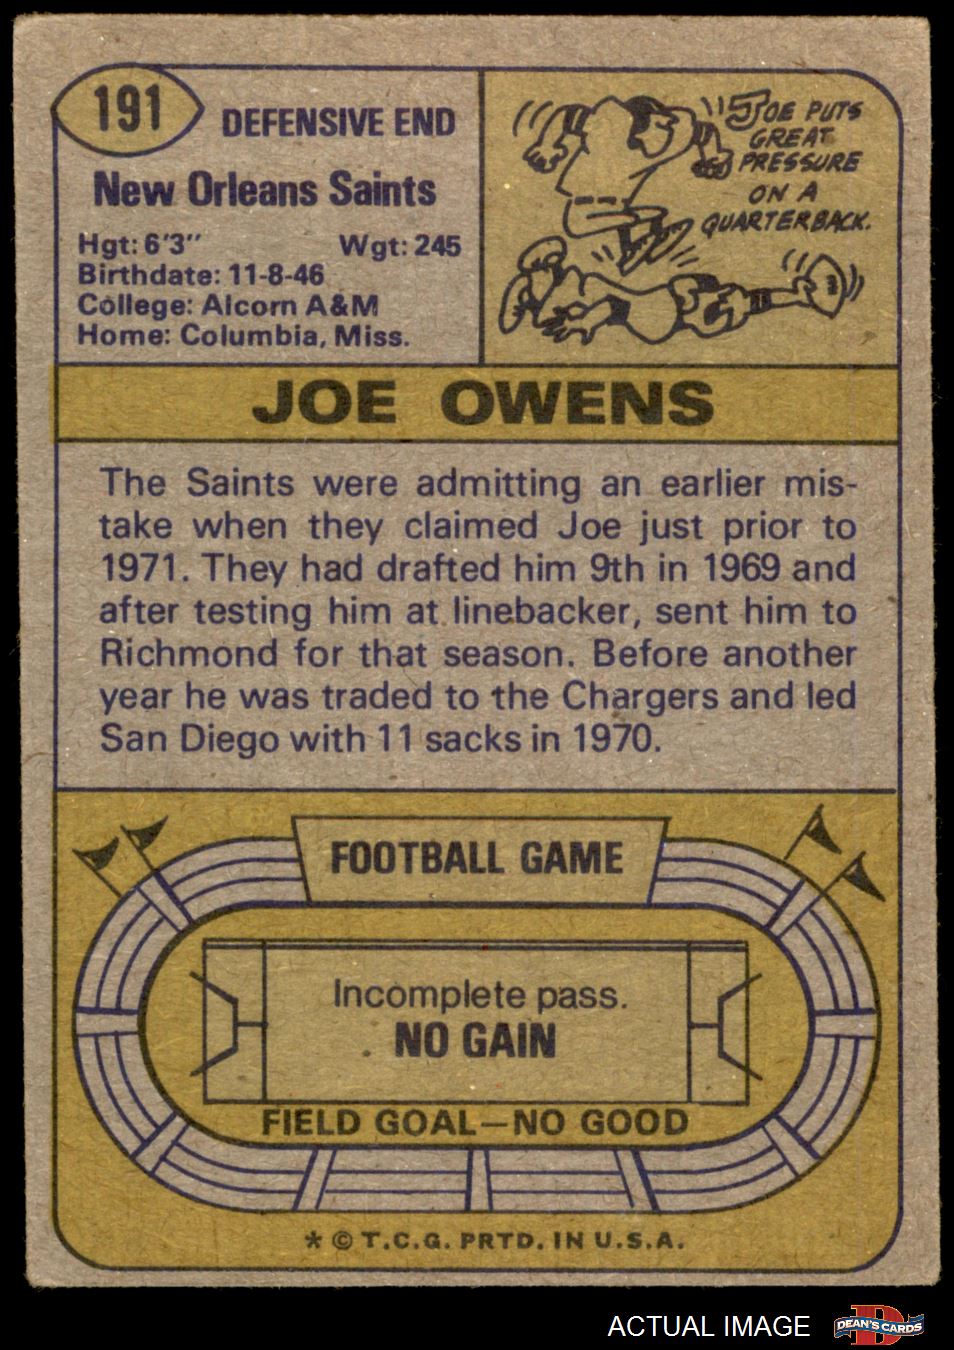 191
DEFENSIVE END
New Orleans Saints
Hgt: 6'3" Wgt: 245
Birthdate: 11-8-46
College: Alcorn A&M
Home: Columbia, Miss.
JOE PUTS
GREAT
PRESSURE
ON A
QUARTERBACK.
JOE OWENS
The Saints were admitting an earlier mis-
take when they claimed Joe just prior to
1971. They had drafted him 9th in 1969 and
after testing him at linebacker, sent him to
Richmond for that season. Before another
year he was traded to the Chargers and led
San Diego with 11 sacks in 1970.
FOOTBALL GAME
Incomplete pass.
NO GAIN
FIELD GOAL—NO GOOD
* © T.C.G. PRTD. IN U.S.A.
ACTUAL IMAGE
D
DEAN'S CARDS